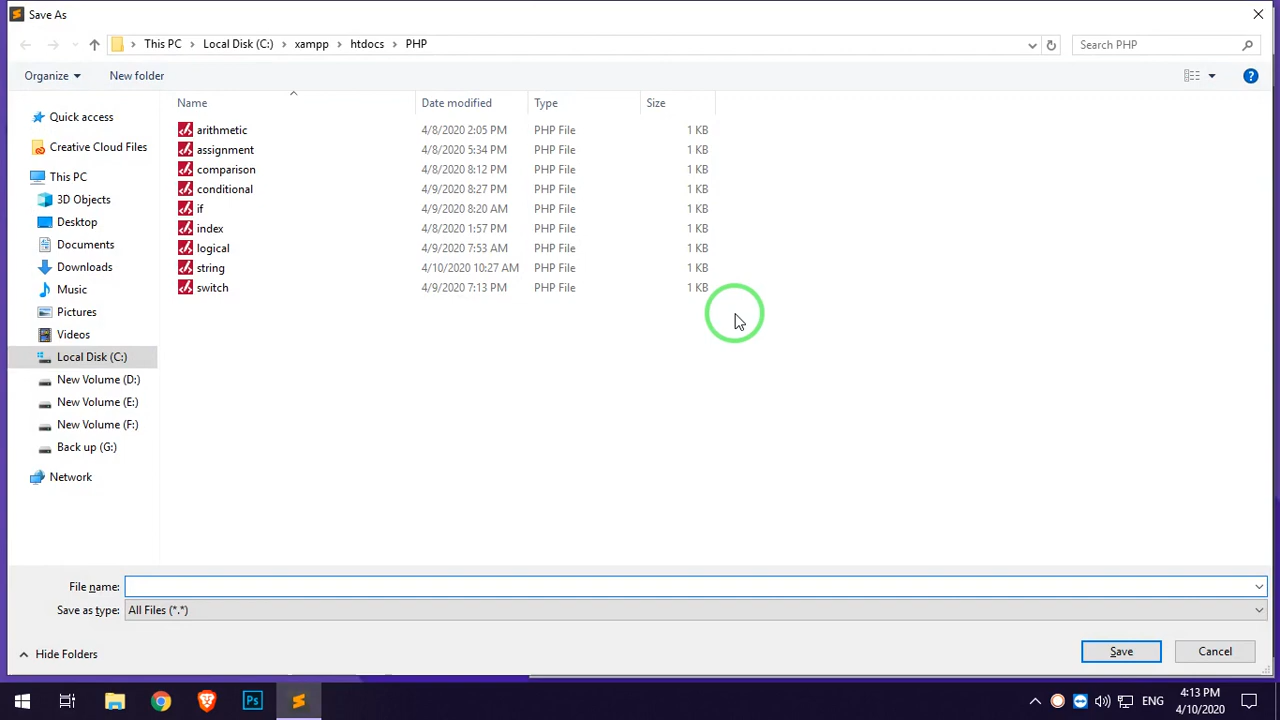 Save As
This PC
Local Disk (C:)
xampp
htdocs
PHP
Search PHP
Organize
New folder
Name
Date modified
Type
Size
arithmetic 4/8/2020 2:05 PM PHP File 1 KB
assignment 4/8/2020 5:34 PM PHP File 1 KB
comparison 4/8/2020 8:12 PM PHP File 1 KB
conditional 4/9/2020 8:27 PM PHP File 1 KB
if 4/9/2020 8:20 AM PHP File 1 KB
index 4/8/2020 1:57 PM PHP File 1 KB
logical 4/9/2020 7:53 AM PHP File 1 KB
string 4/10/2020 10:27 AM PHP File 1 KB
switch 4/9/2020 7:13 PM PHP File 1 KB
Quick access
Creative Cloud Files
This PC
3D Objects
Desktop
Documents
Downloads
Music
Pictures
Videos
Local Disk (C:)
New Volume (D:)
New Volume (E:)
New Volume (F:)
Back up (G:)
Network
File name:
Save as type: All Files (*.*)
Hide Folders
Save
Cancel
Ps
ENG
4:13 PM
4/10/2020